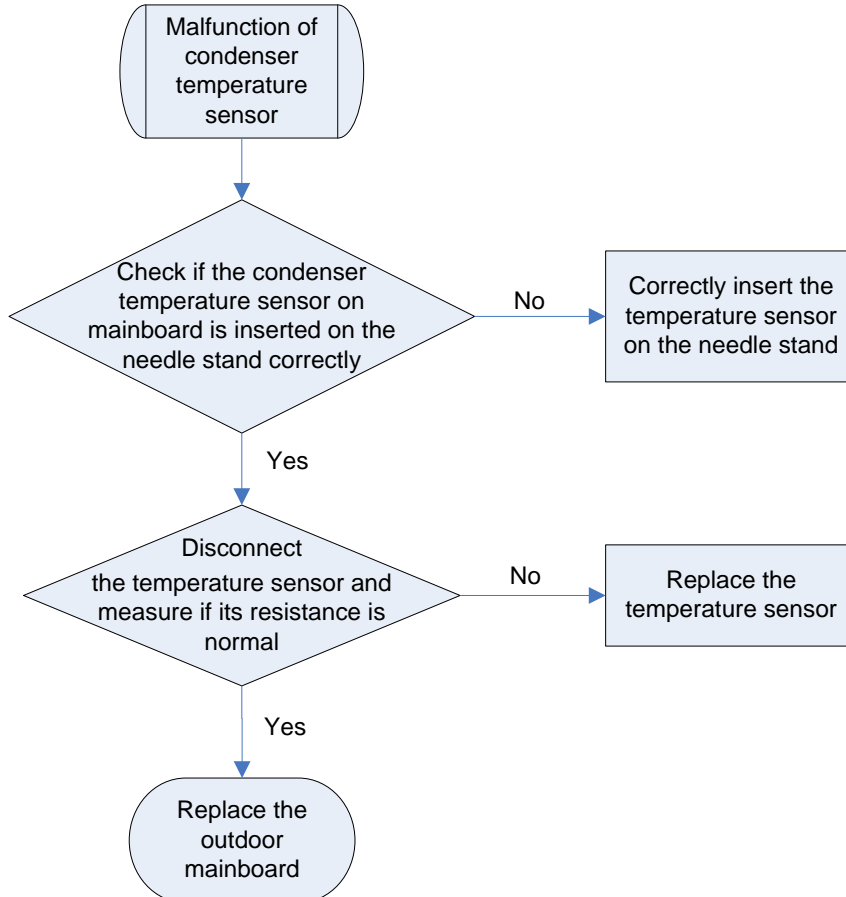 Malfunction of
condenser
temperature
sensor
Check if the condenser
temperature sensor on
mainboard is inserted on the
needle stand correctly
No
Correctly insert the
temperature sensor
on the needle stand
Yes
Disconnect
the temperature sensor and
measure if its resistance is
normal
No
Replace the
temperature sensor
Yes
Replace the
outdoor
mainboard